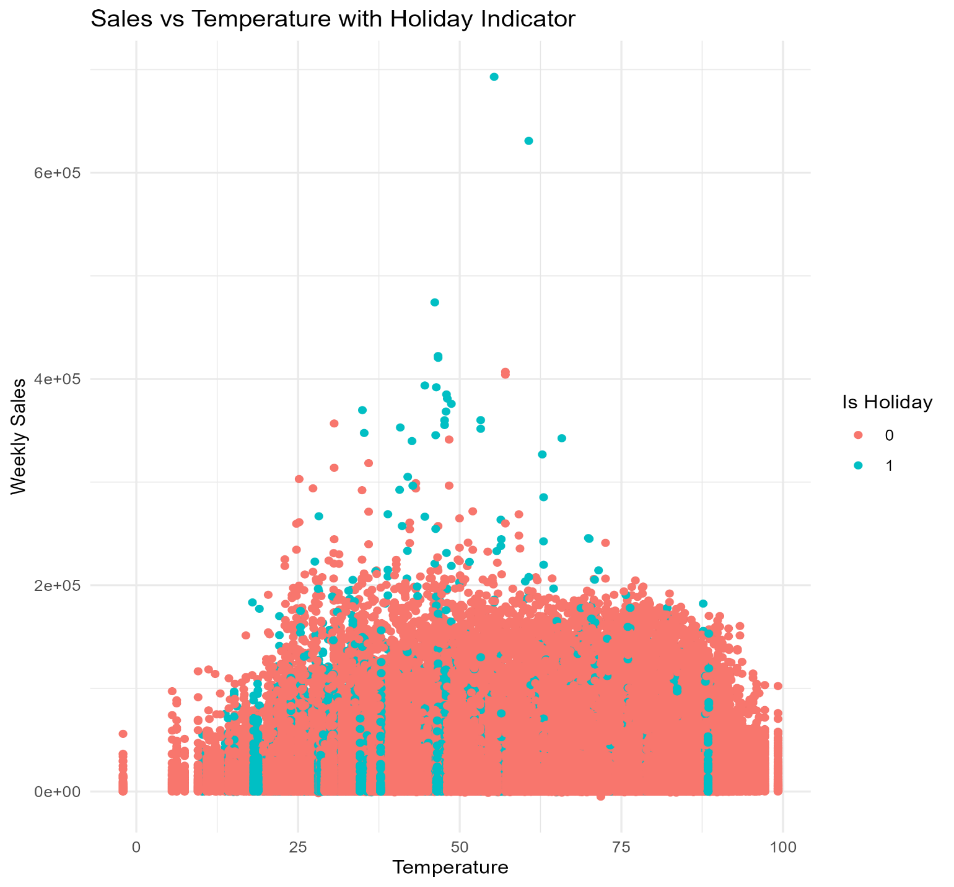 Sales vs Temperature with Holiday Indicator
6e+05
4e+05
2e+05
0e+00
Weekly Sales
0 25 50 75 100
Temperature
Is Holiday
0
1